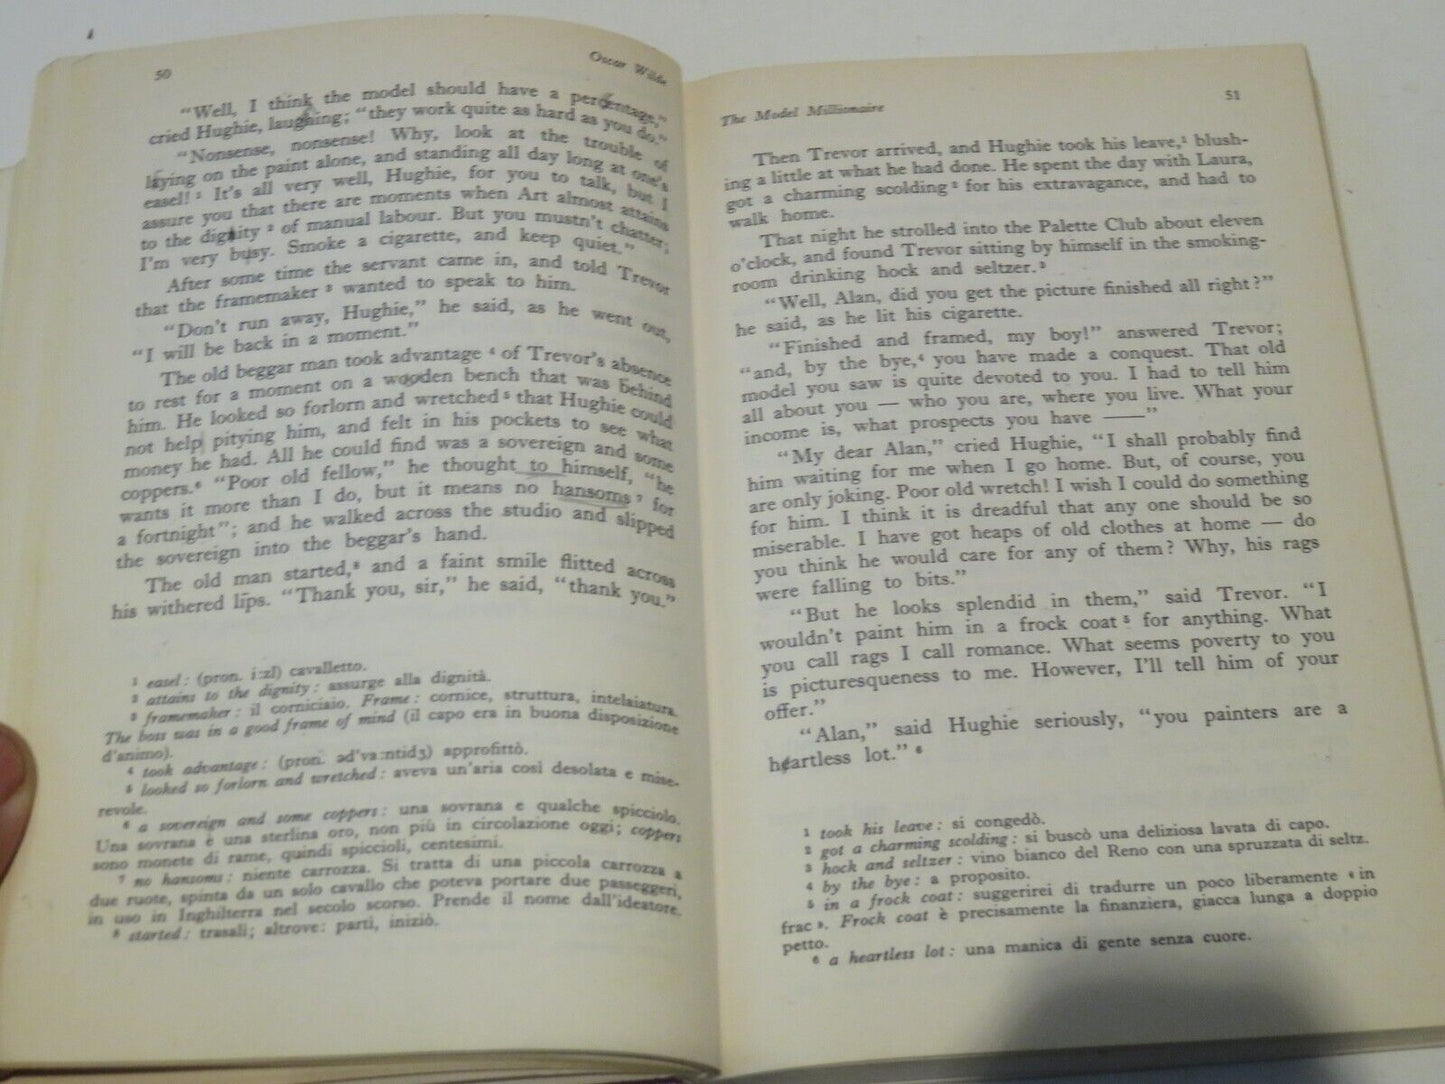 50
Oscar Wilde
"Well, I think the model should have a percentage,"
cried Hughie, laughing; "they work quite as hard as you do."
"Nonsense, nonsense! Why, look at the trouble of
laying on the paint alone, and standing all day long at one's
easel! ¹ It's all very well, Hughie, for you to talk, but I
assure you that there are moments when Art almost attains
to the dignity ² of manual labour. But you mustn't chatter;
I'm very busy. Smoke a cigarette, and keep quiet."
After some time the servant came in, and told Trevor
that the framemaker ³ wanted to speak to him.
"Don't run away, Hughie," he said, as he went out,
"I will be back in a moment."
The old beggar man took advantage ⁴ of Trevor's absence
to rest for a moment on a wooden bench that was behind
him. He looked so forlorn and wretched ⁵ that Hughie could
not help pitying him, and felt in his pockets to see what
money he had. All he could find was a sovereign and some
coppers. ⁶ "Poor old fellow," he thought to himself, "he
wants it more than I do, but it means no hansoms ⁷ for
a fortnight"; and he walked across the studio and slipped
the sovereign into the beggar's hand.
The old man started, ⁸ and a faint smile flitted across
his withered lips. "Thank you, sir," he said, "thank you."
¹ easel: (pron. i:zl) cavalletto.
² attains to the dignity: assurge alla dignità.
³ framemaker: il corniciaio. Frame: cornice, struttura, intelaiatura.
The boss was in a good frame of mind (il capo era in buona disposizione
d'animo).
⁴ took advantage: (pron. əd'va:ntidʒ) approfittò.
⁵ looked so forlorn and wretched: aveva un'aria così desolata e mise-
revole.
⁶ a sovereign and some coppers: una sovrana e qualche spicciolo.
Una sovrana è una sterlina oro, non più in circolazione oggi; coppers
sono monete di rame, quindi spiccioli, centesimi.
⁷ no hansoms: niente carrozza. Si tratta di una piccola carrozza a
due ruote, spinta da un solo cavallo che poteva portare due passeggeri,
in uso in Inghilterra nel secolo scorso. Prende il nome dall'ideatore.
⁸ started: trasalì; altrove: partì, iniziò.
The Model Millionaire
51
Then Trevor arrived, and Hughie took his leave, ¹ blush-
ing a little at what he had done. He spent the day with Laura,
got a charming scolding ² for his extravagance, and had to
walk home.
That night he strolled into the Palette Club about eleven
o'clock, and found Trevor sitting by himself in the smoking-
room drinking hock and seltzer. ³
"Well, Alan, did you get the picture finished all right?"
he said, as he lit his cigarette.
"Finished and framed, my boy!" answered Trevor;
"and, by the bye, ⁴ you have made a conquest. That old
model you saw is quite devoted to you. I had to tell him
all about you — who you are, where you live. What your
income is, what prospects you have ——"
"My dear Alan," cried Hughie, "I shall probably find
him waiting for me when I go home. But, of course, you
are only joking. Poor old wretch! I wish I could do something
for him. I think it is dreadful that any one should be so
miserable. I have got heaps of old clothes at home — do
you think he would care for any of them? Why, his rags
were falling to bits."
"But he looks splendid in them," said Trevor. "I
wouldn't paint him in a frock coat ⁵ for anything. What
you call rags I call romance. What seems poverty to you
is picturesqueness to me. However, I'll tell him of your
offer."
"Alan," said Hughie seriously, "you painters are a
heartless lot." ⁶
¹ took his leave: si congedò.
² got a charming scolding: si buscò una deliziosa lavata di capo.
³ hock and seltzer: vino bianco del Reno con una spruzzata di seltz.
⁴ by the bye: a proposito.
⁵ in a frock coat: suggerirei di tradurre un poco liberamente « in
frac ». Frock coat è precisamente la finanziera, giacca lunga a doppio
petto.
⁶ a heartless lot: una manica di gente senza cuore.